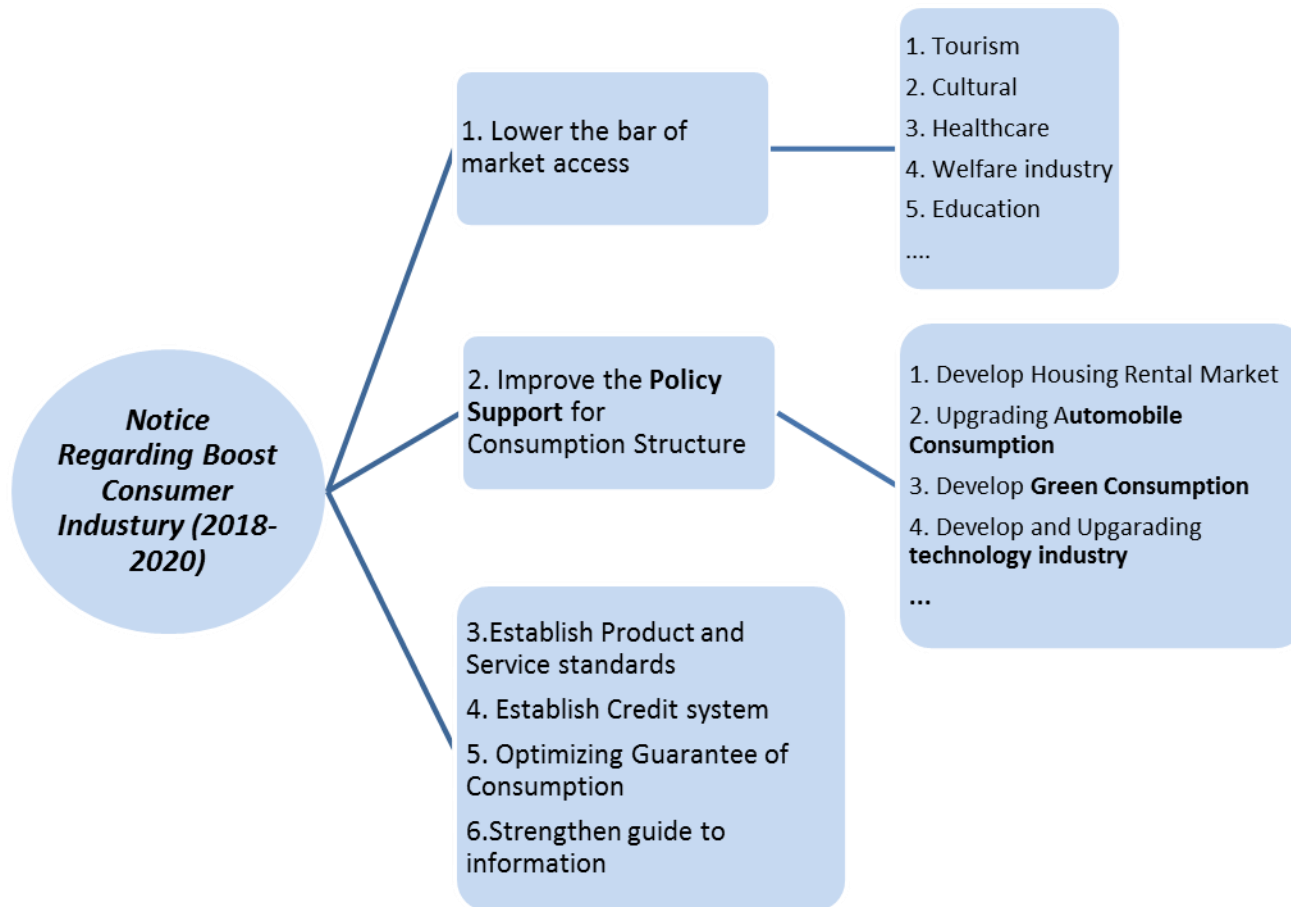 Notice
Regarding Boost
Consumer
Industury (2018-
2020)
1. Lower the bar of
market access
1. Tourism
2. Cultural
3. Healthcare
4. Welfare industry
5. Education
....
2. Improve the Policy
Support for
Consumption Structure
1. Develop Housing Rental Market
2. Upgrading Automobile
Consumption
3. Develop Green Consumption
4. Develop and Upgarading
technology industry
...
3.Establish Product and
Service standards
4. Establish Credit system
5. Optimizing Guarantee of
Consumption
6.Strengthen guide to
information